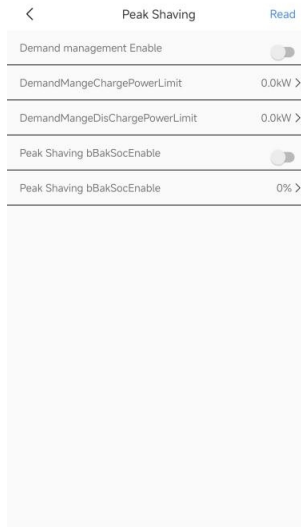 Peak Shaving Read
Demand management Enable
DemandMangeChargePowerLimit 0.0kW
DemandMangeDisChargePowerLimit 0.0kW
Peak Shaving bBakSocEnable
Peak Shaving bBakSocEnable 0%